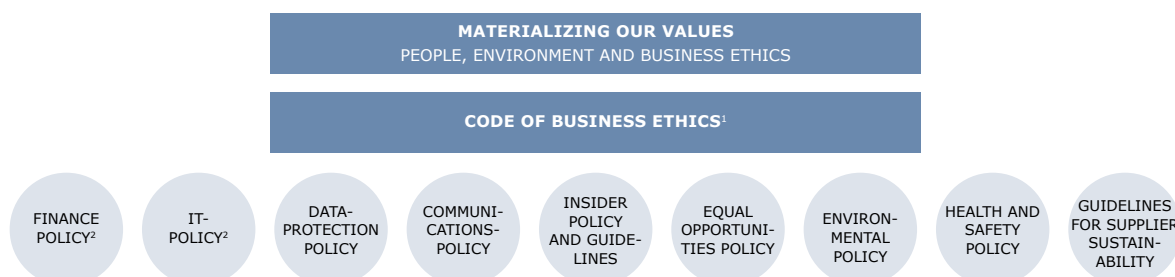 MATERIALIZING OUR VALUES
PEOPLE, ENVIRONMENT AND BUSINESS ETHICS
CODE OF BUSINESS ETHICS¹
FINANCE
POLICY²
IT-
POLICY²
DATA-
PROTECTION
POLICY
COMMUNI-
CATIONS-
POLICY
INSIDER
POLICY
AND GUIDE-
LINES
EQUAL
OPPORTUNI-
TIES POLICY
ENVIRON-
MENTAL
POLICY
HEALTH AND
SAFETY
POLICY
GUIDELINES
FOR SUPPLIER
SUSTAIN-
ABILITY